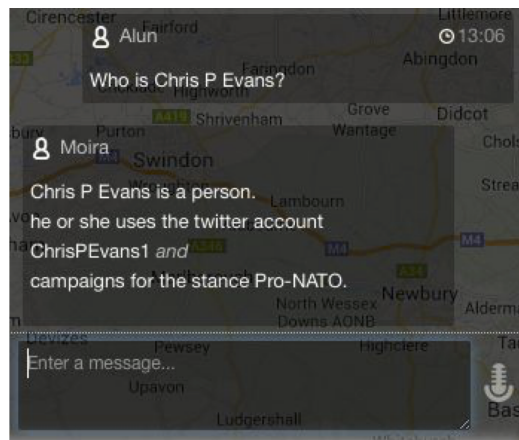 Cirencester
Fairford
Littlemore
Alun
13:06
Abingdon
Who is Chris P Evans?
Faringdon
Highworth
Grove
Didcot
A419
Shrivenham
Wantage
Purton
Moira
Swindon
Chris P Evans is a person.
he or she uses the twitter account
Lambourn
ChrisPEvans1 and
A346
M4
M4
campaigns for the stance Pro-NATO.
A34
Newbury
North Wessex
Downs AONB
Devizes
Pewsey
Highclere
Enter a message...
Upavon
Ludgershall